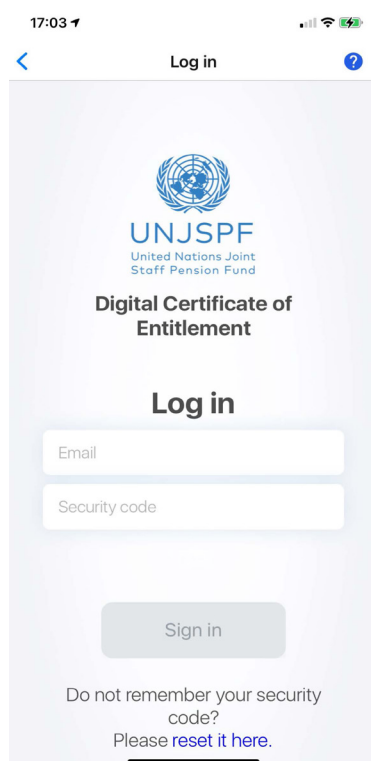 17:03
Log in
?
UNJSPF
United Nations Joint
Staff Pension Fund
Digital Certificate of
Entitlement
Log in
Email
Security code
Sign in
Do not remember your security
code?
Please reset it here.